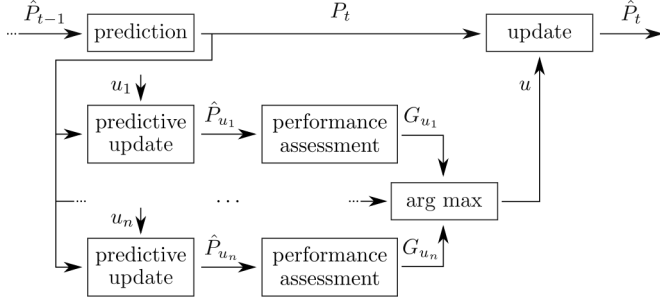 P̂_{t−1} prediction P_t update P̂_t
u_1 u
predictive update P̂_{u_1} performance assessment G_{u_1}
... ... ... arg max
u_n
predictive update P̂_{u_n} performance assessment G_{u_n}